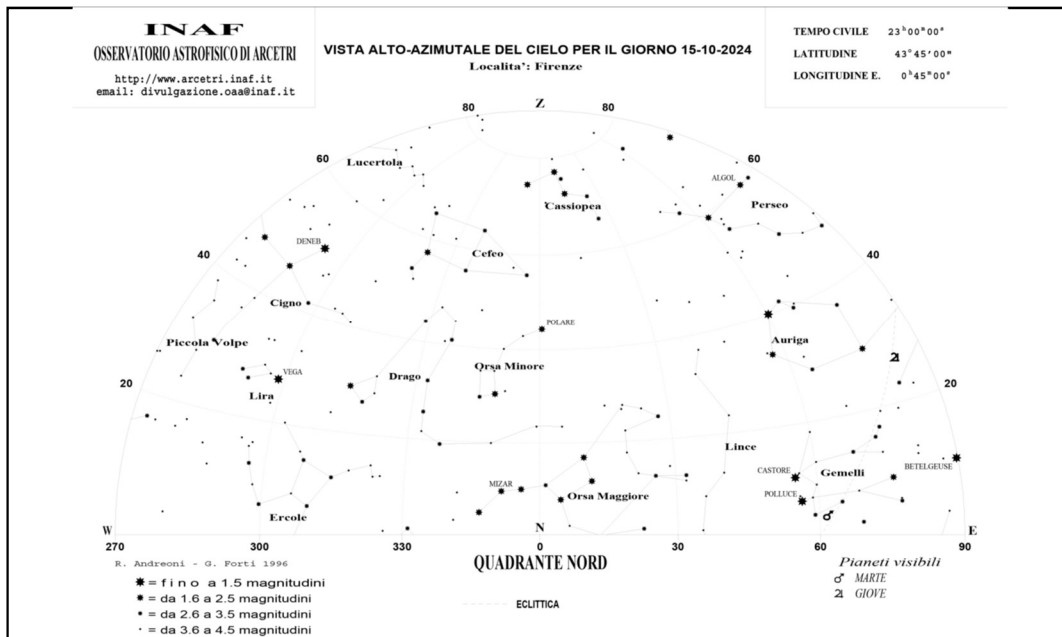 INAF
OSSERVATORIO ASTROFISICO DI ARCETRI
http://www.arcetri.inaf.it
email: divulgazione.oaa@inaf.it
VISTA ALTO-AZIMUTALE DEL CIELO PER IL GIORNO 15-10-2024
Localita': Firenze
TEMPO CIVILE 23h00m00s
LATITUDINE 43°45'00"
LONGITUDINE E. 0h45m00s
Z
80 80
60 60
Lucertola
ALGOL
Cassiopea
Perseo
DENEB
Cefeo
40 40
Cigno
POLARE
Piccola Volpe
Auriga
VEGA
Drago
Orsa Minore
♃
20 20
Lira
Lince
CASTORE
Gemelli
BETELGEUSE
MIZAR
Orsa Maggiore
POLLUCE
Ercole
♂
W N E
270 300 330 0 30 60 90
R. Andreoni - G. Forti 1996
QUADRANTE NORD
Pianeti visibili
= fino a 1.5 magnitudini
♂ MARTE
= da 1.6 a 2.5 magnitudini
♃ GIOVE
= da 2.6 a 3.5 magnitudini
ECLITTICA
= da 3.6 a 4.5 magnitudini